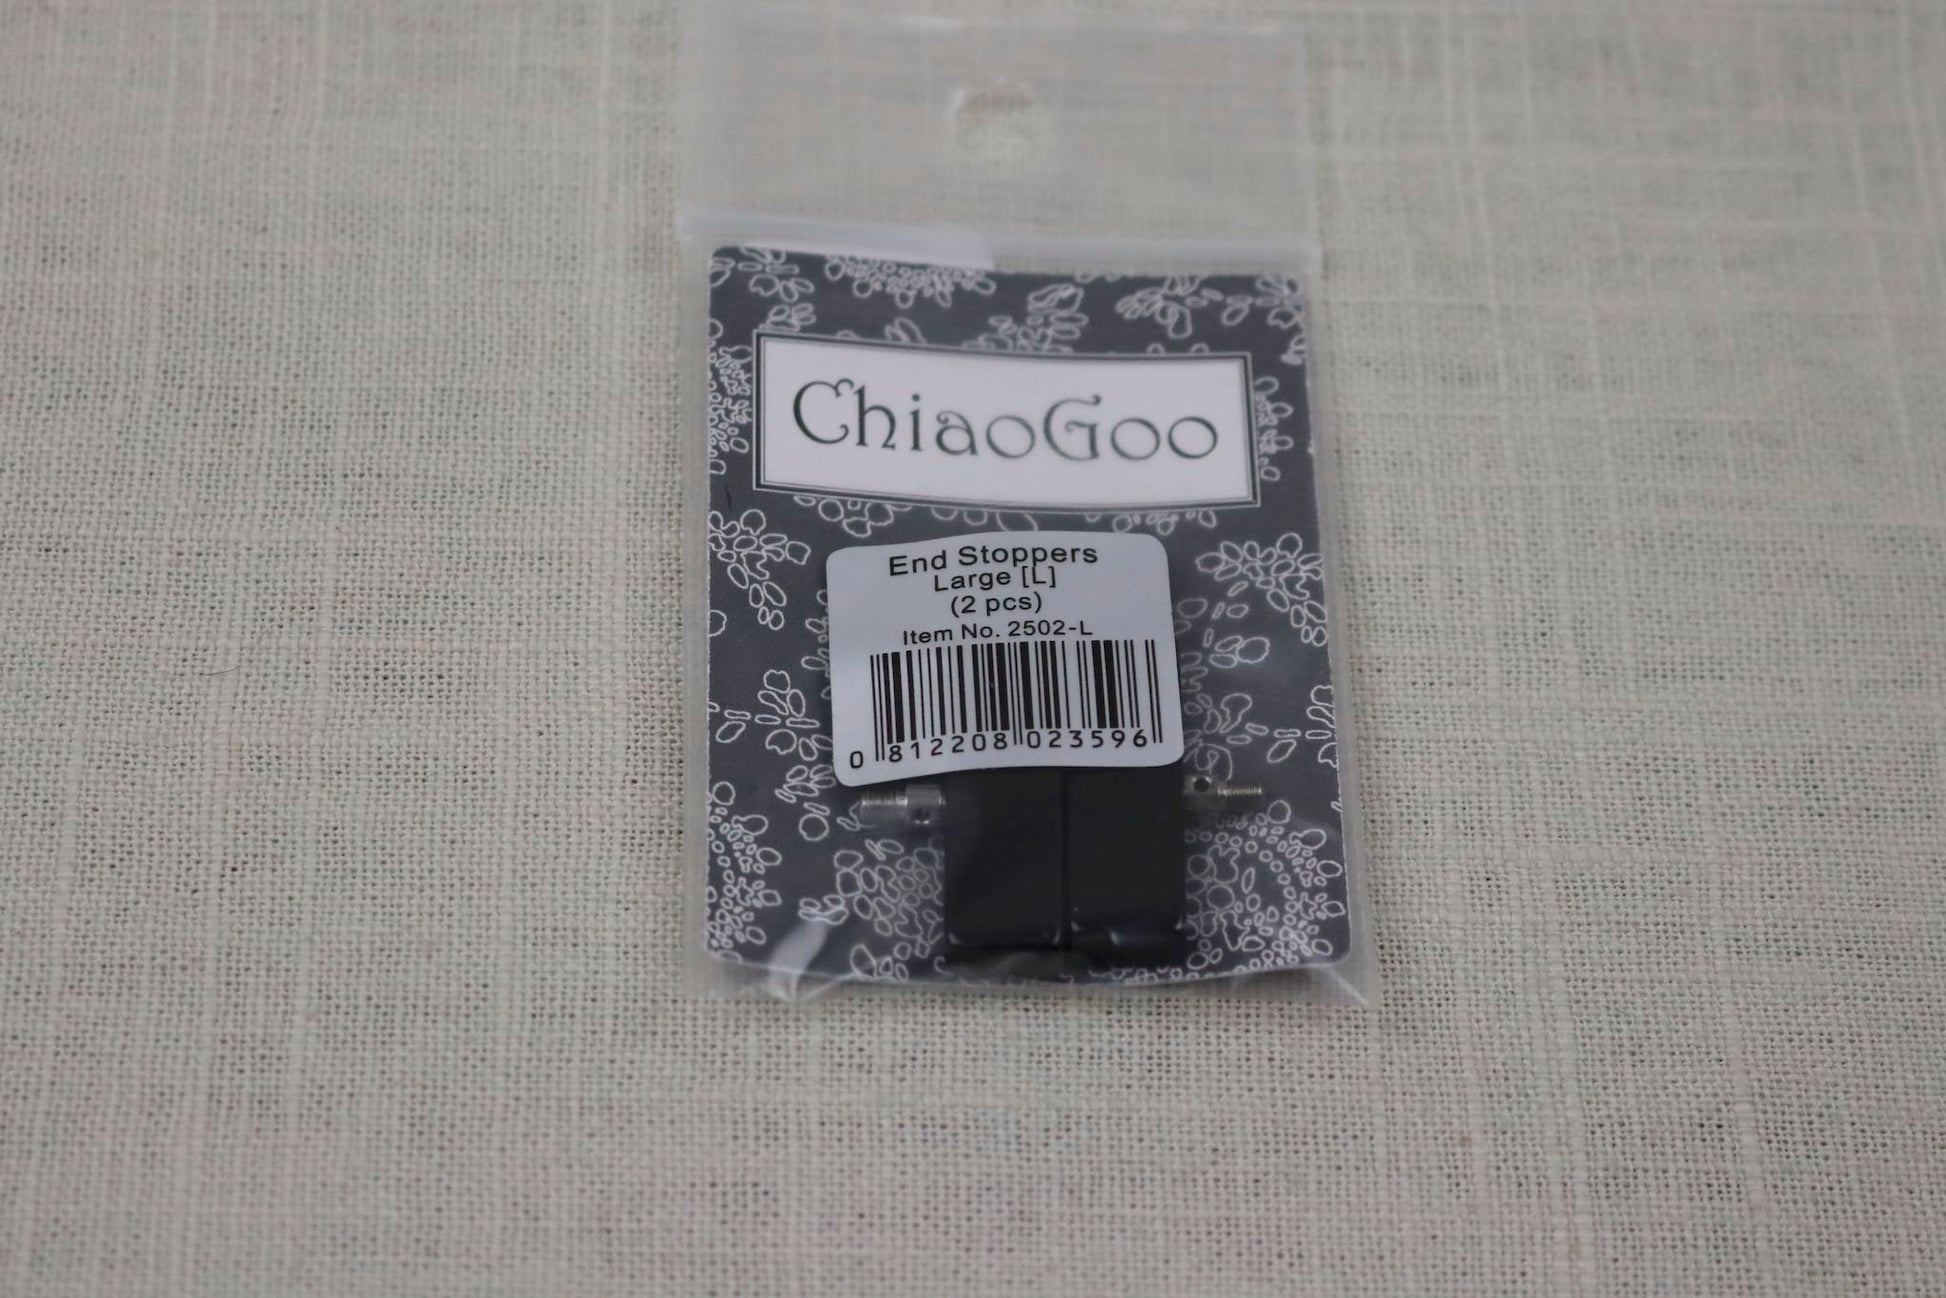 ChiaoGoo
End Stoppers
Large [L]
(2 pcs)
Item No. 2502-L
0 812208 023596